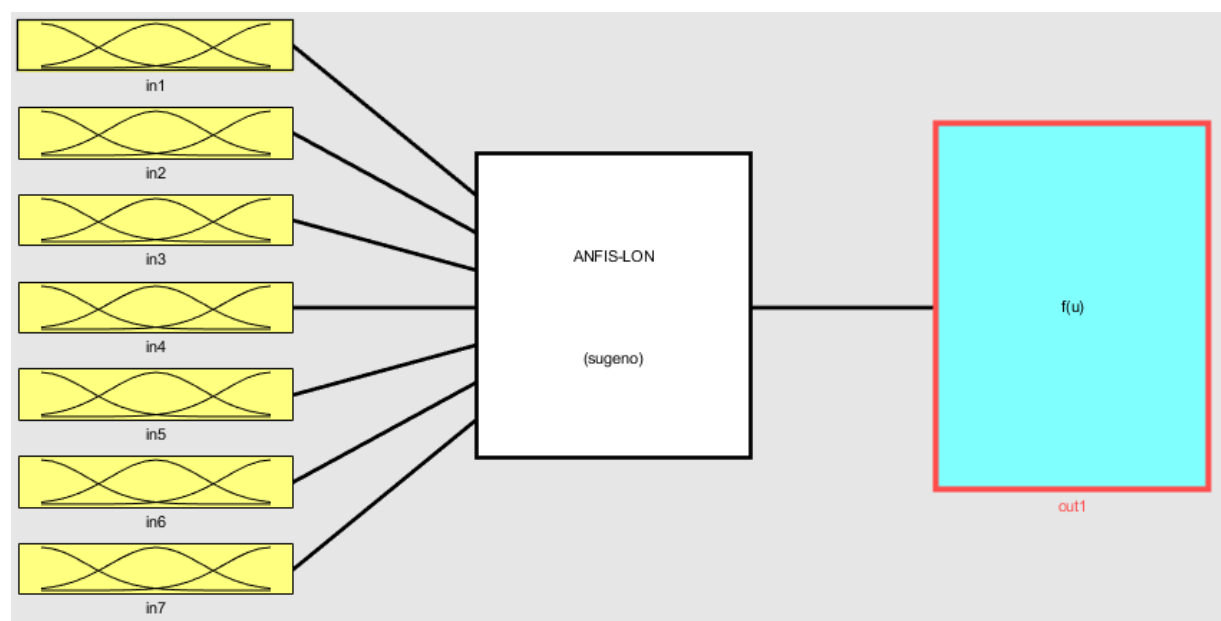 in1
in2
in3
in4
in5
in6
in7
ANFIS-LON
(sugeno)
f(u)
out1